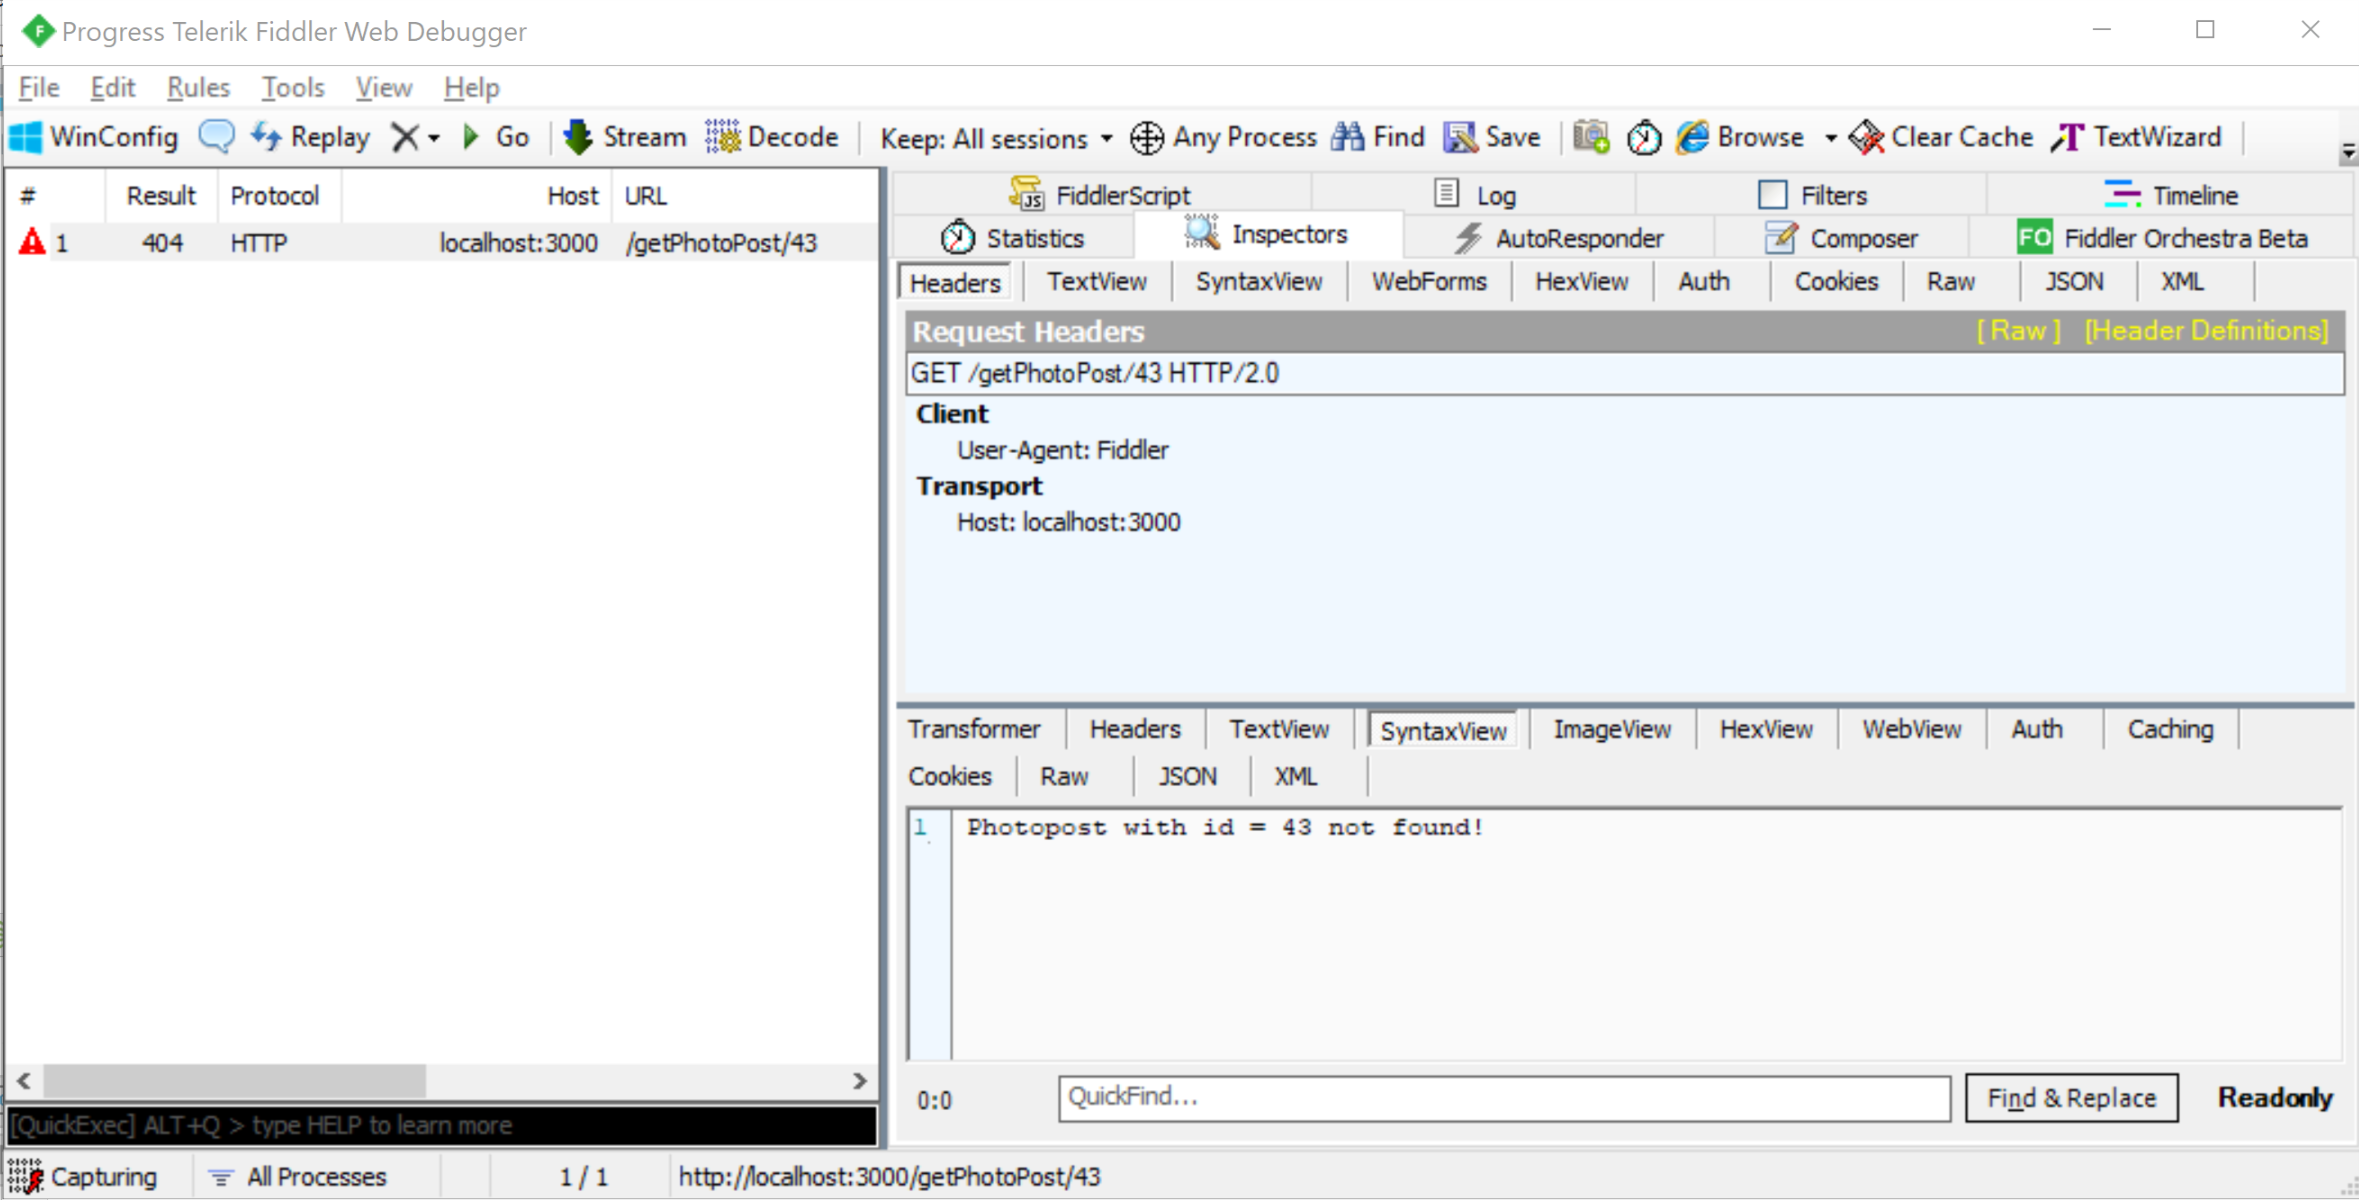 Progress Telerik Fiddler Web Debugger
File Edit Rules Tools View Help
WinConfig Replay Go Stream Decode Keep: All sessions Any Process Find Save Browse Clear Cache TextWizard
# Result Protocol Host URL
1 404 HTTP localhost:3000 /getPhotoPost/43
[QuickExec] ALT+Q > type HELP to learn more
FiddlerScript Log Filters Timeline
Statistics Inspectors AutoResponder Composer FO Fiddler Orchestra Beta
Headers TextView SyntaxView WebForms HexView Auth Cookies Raw JSON XML
Request Headers [ Raw ] [Header Definitions]
GET /getPhotoPost/43 HTTP/2.0
Client
User-Agent: Fiddler
Transport
Host: localhost:3000
Transformer Headers TextView SyntaxView ImageView HexView WebView Auth Caching
Cookies Raw JSON XML
1 Photopost with id = 43 not found!
0:0 QuickFind... Find & Replace Readonly
Capturing All Processes 1 / 1 http://localhost:3000/getPhotoPost/43